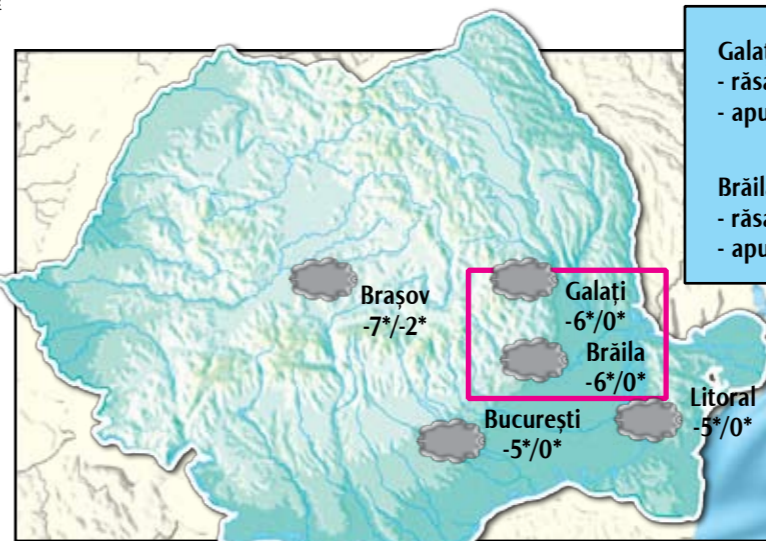 Brașov
-7*/-2*
Galați
-6*/0*
Brăila
-6*/0*
București
-5*/0*
Litoral
-5*/0*